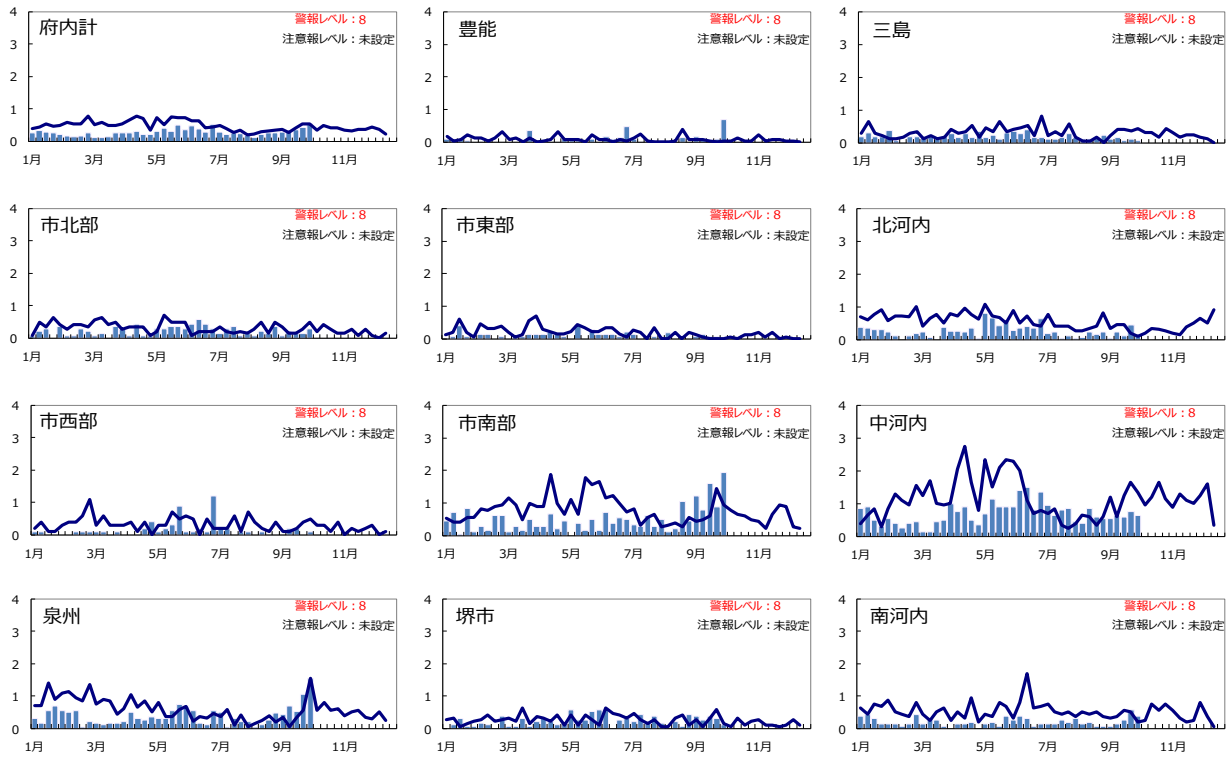 府内計
警報レベル：8
注意報レベル：未設定
4
3
2
1
0
1月 3月 5月 7月 9月 11月
豊能
警報レベル：8
注意報レベル：未設定
4
3
2
1
0
1月 3月 5月 7月 9月 11月
三島
警報レベル：8
注意報レベル：未設定
4
3
2
1
0
1月 3月 5月 7月 9月 11月
市北部
警報レベル：8
注意報レベル：未設定
4
3
2
1
0
1月 3月 5月 7月 9月 11月
市東部
警報レベル：8
注意報レベル：未設定
4
3
2
1
0
1月 3月 5月 7月 9月 11月
北河内
警報レベル：8
注意報レベル：未設定
4
3
2
1
0
1月 3月 5月 7月 9月 11月
市西部
警報レベル：8
注意報レベル：未設定
4
3
2
1
0
1月 3月 5月 7月 9月 11月
市南部
警報レベル：8
注意報レベル：未設定
4
3
2
1
0
1月 3月 5月 7月 9月 11月
中河内
警報レベル：8
注意報レベル：未設定
4
3
2
1
0
1月 3月 5月 7月 9月 11月
泉州
警報レベル：8
注意報レベル：未設定
4
3
2
1
0
1月 3月 5月 7月 9月 11月
堺市
警報レベル：8
注意報レベル：未設定
4
3
2
1
0
1月 3月 5月 7月 9月 11月
南河内
警報レベル：8
注意報レベル：未設定
4
3
2
1
0
1月 3月 5月 7月 9月 11月